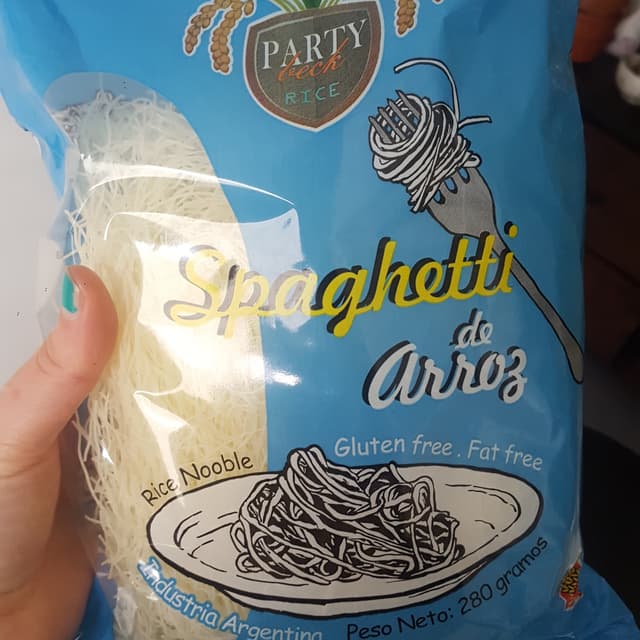 PARTY
beck
RICE
Spaghetti
de
Arroz
Gluten free . Fat free
Rice Nooble
Industria Argentina
Peso Neto: 280 gramos